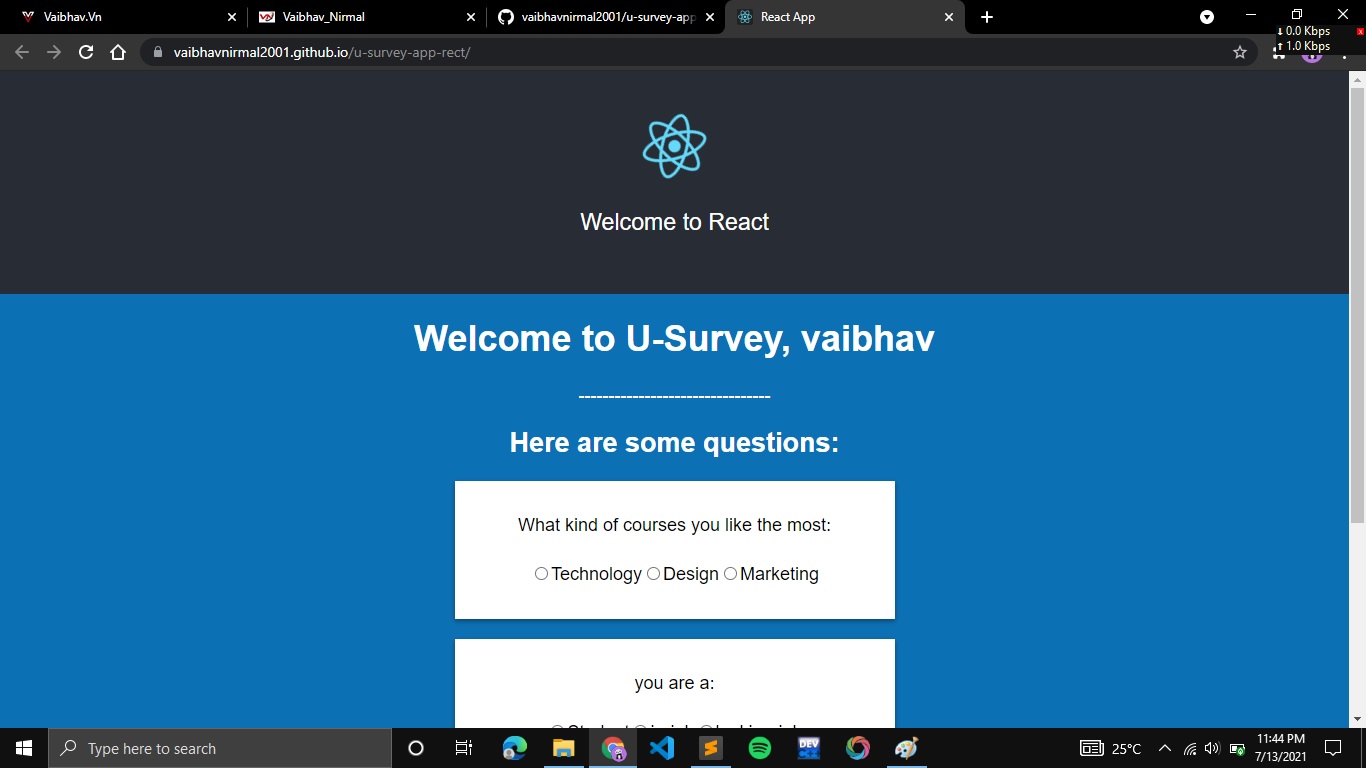 Vaibhav.Vn
Vaibhav_Nirmal
vaibhavnirmal2001/u-survey-app
React App
0.0 Kbps
1.0 Kbps
vaibhavnirmal2001.github.io/u-survey-app-rect/
Welcome to React
Welcome to U-Survey, vaibhav
--------------------------------
Here are some questions:
What kind of courses you like the most:
Technology Design Marketing
you are a:
Type here to search
DEV
25°C
11:44 PM
7/13/2021